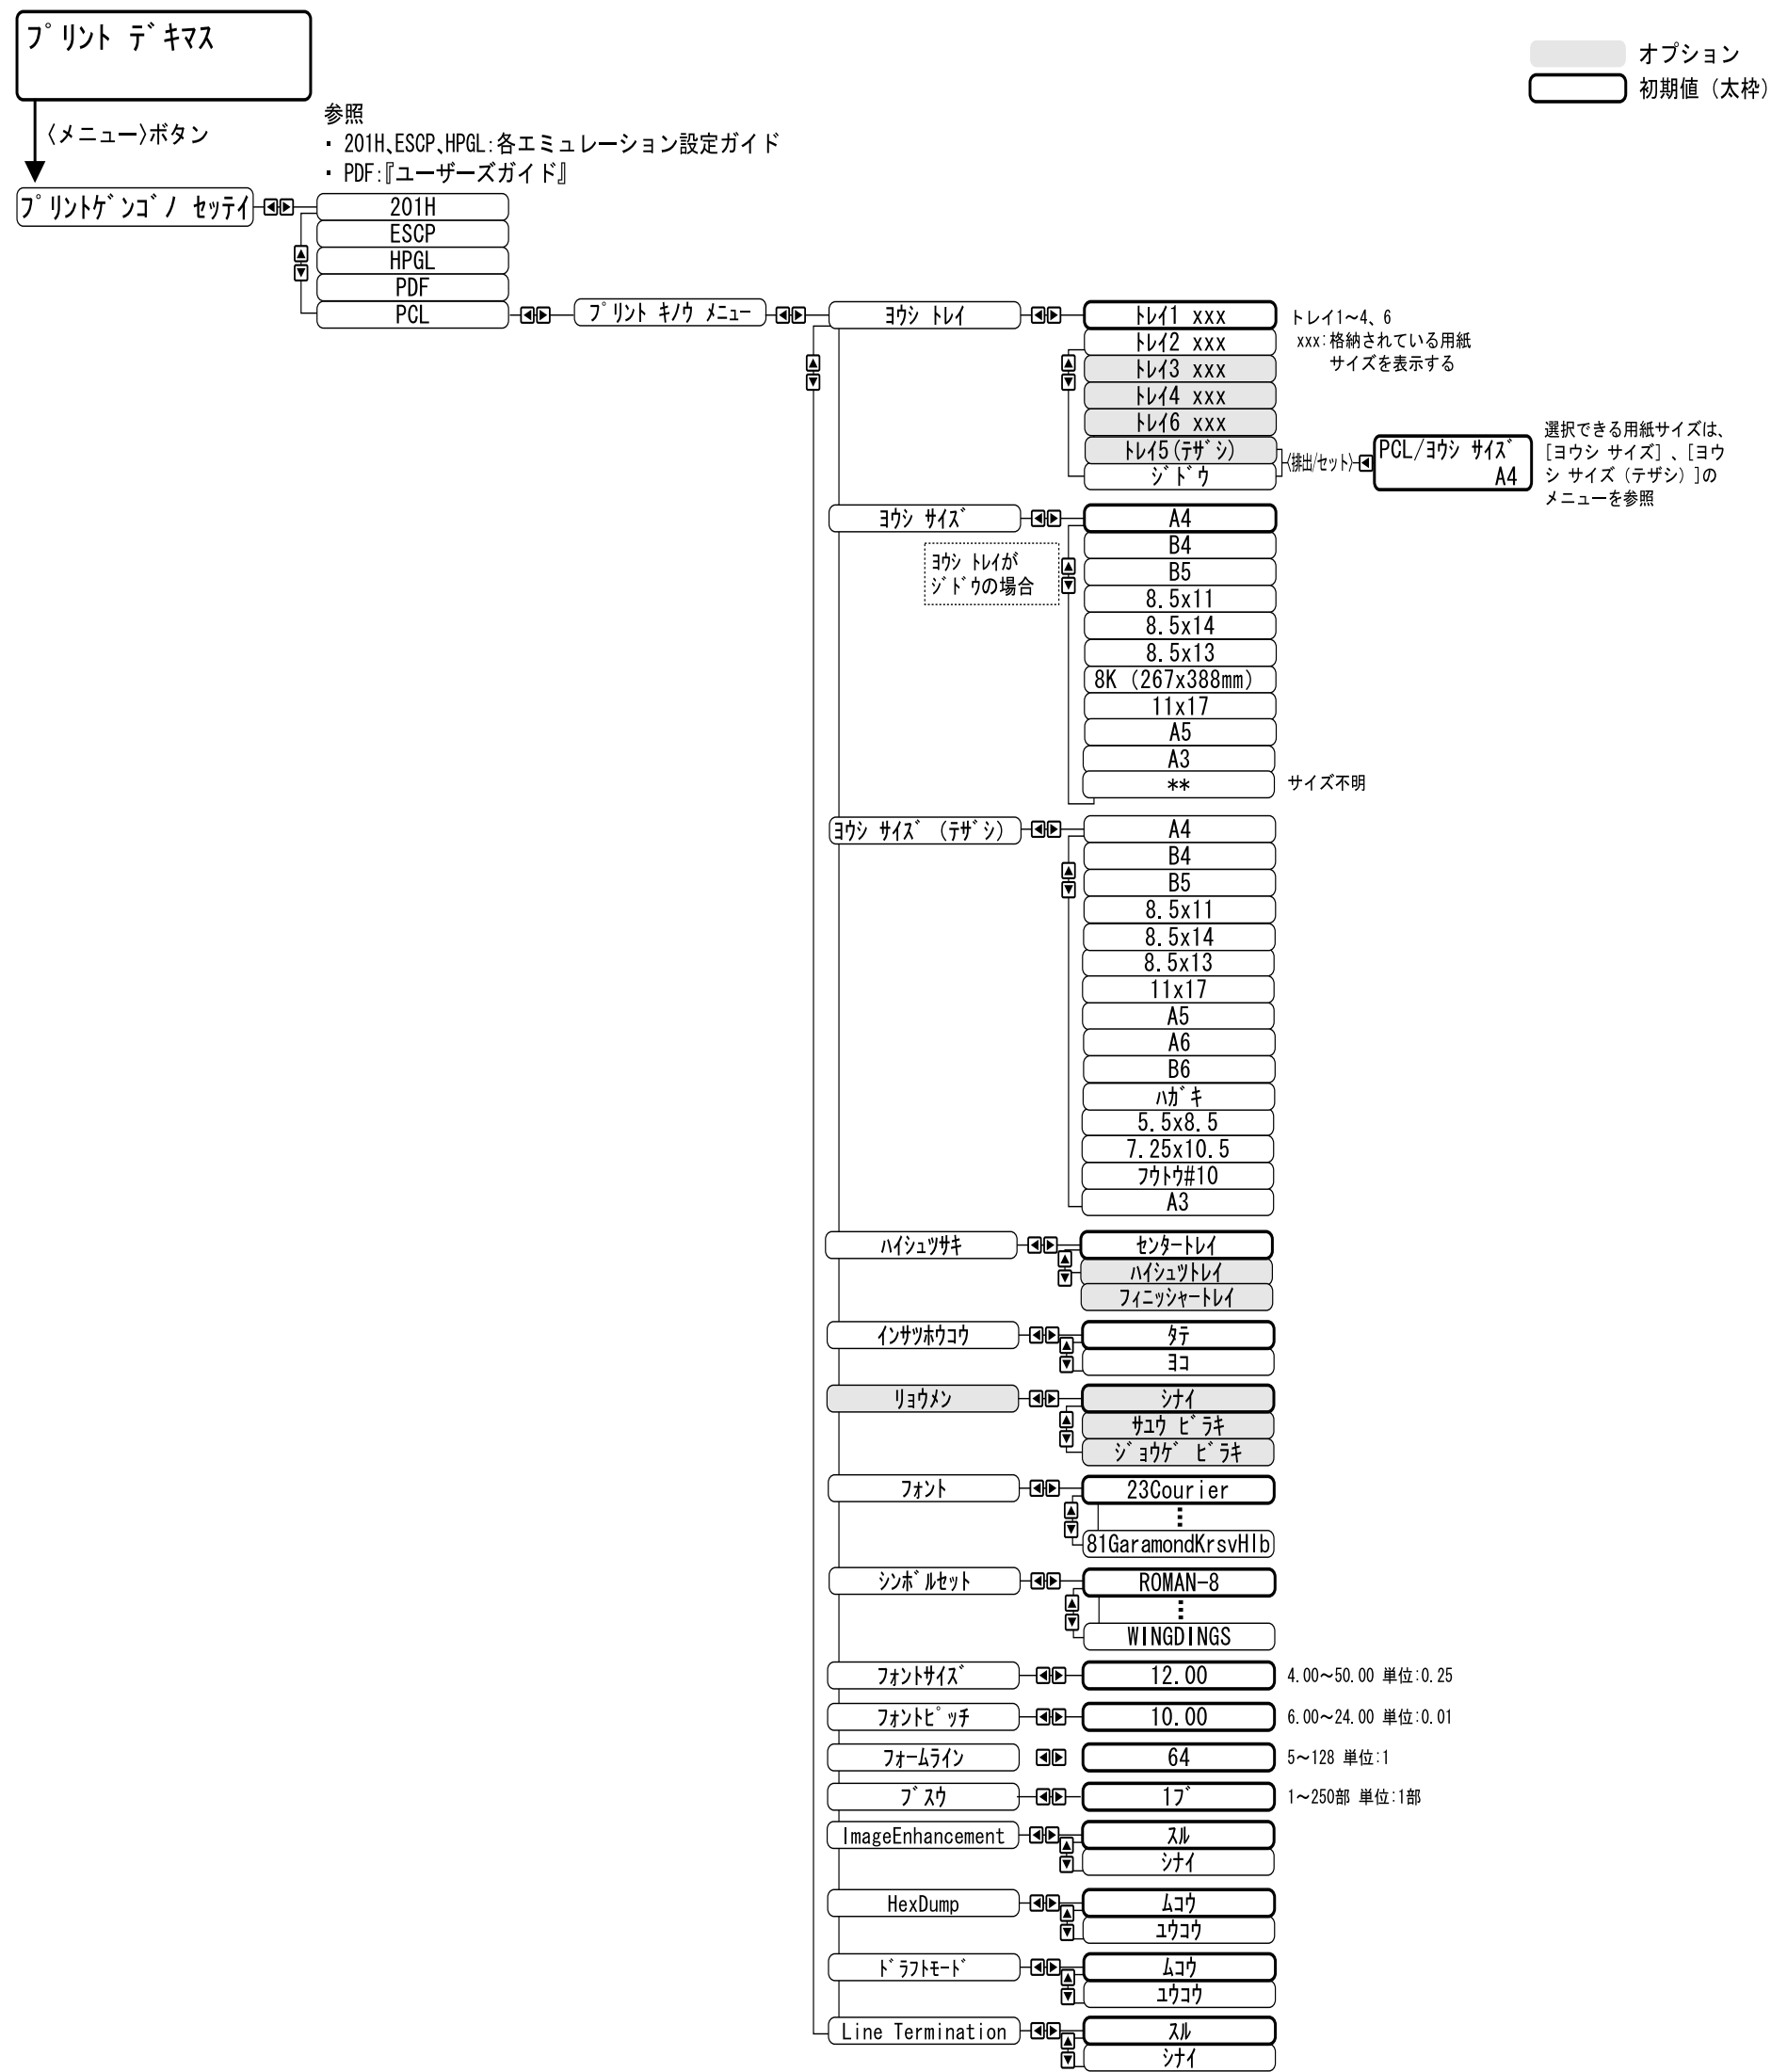 プリント デキマス
オプション
初期値（太枠）
〈メニュー〉ボタン
参照
・ 201H、ESCP、HPGL：各エミュレーション設定ガイド
・ PDF：『ユーザーズガイド』
プリントゲンゴノ セッテイ
201H
ESCP
HPGL
PDF
PCL
プリント キノウ メニュー
ヨウシ トレイ
トレイ1 xxx
トレイ2 xxx
トレイ3 xxx
トレイ4 xxx
トレイ6 xxx
トレイ5(テザシ)
ジドウ
トレイ1～4、6
xxx：格納されている用紙
サイズを表示する
〈排出/セット〉
PCL/ヨウシ サイズ
A4
選択できる用紙サイズは、
[ヨウシ サイズ] 、[ヨウ
シ サイズ（テザシ）]の
メニューを参照
ヨウシ サイズ
ヨウシ トレイが
ジドウの場合
A4
B4
B5
8.5x11
8.5x14
8.5x13
8K (267x388mm)
11x17
A5
A3
**
サイズ不明
ヨウシ サイズ (テザシ)
A4
B4
B5
8.5x11
8.5x14
8.5x13
11x17
A5
A6
B6
ハガキ
5.5x8.5
7.25x10.5
フウトウ#10
A3
ハイシュツサキ
センタートレイ
ハイシュツトレイ
フィニッシャートレイ
インサツホウコウ
タテ
ヨコ
リョウメン
シナイ
サユウ ビラキ
ジョウゲ ビラキ
フォント
23Courier
⋮
81GaramondKrsvHlb
シンボルセット
ROMAN-8
⋮
WINGDINGS
フォントサイズ
12.00
4.00～50.00 単位：0.25
フォントピッチ
10.00
6.00～24.00 単位：0.01
フォームライン
64
5～128 単位：1
ブスウ
1ブ
1～250部 単位：1部
ImageEnhancement
スル
シナイ
HexDump
ムコウ
ユウコウ
ドラフトモード
ムコウ
ユウコウ
Line Termination
スル
シナイ